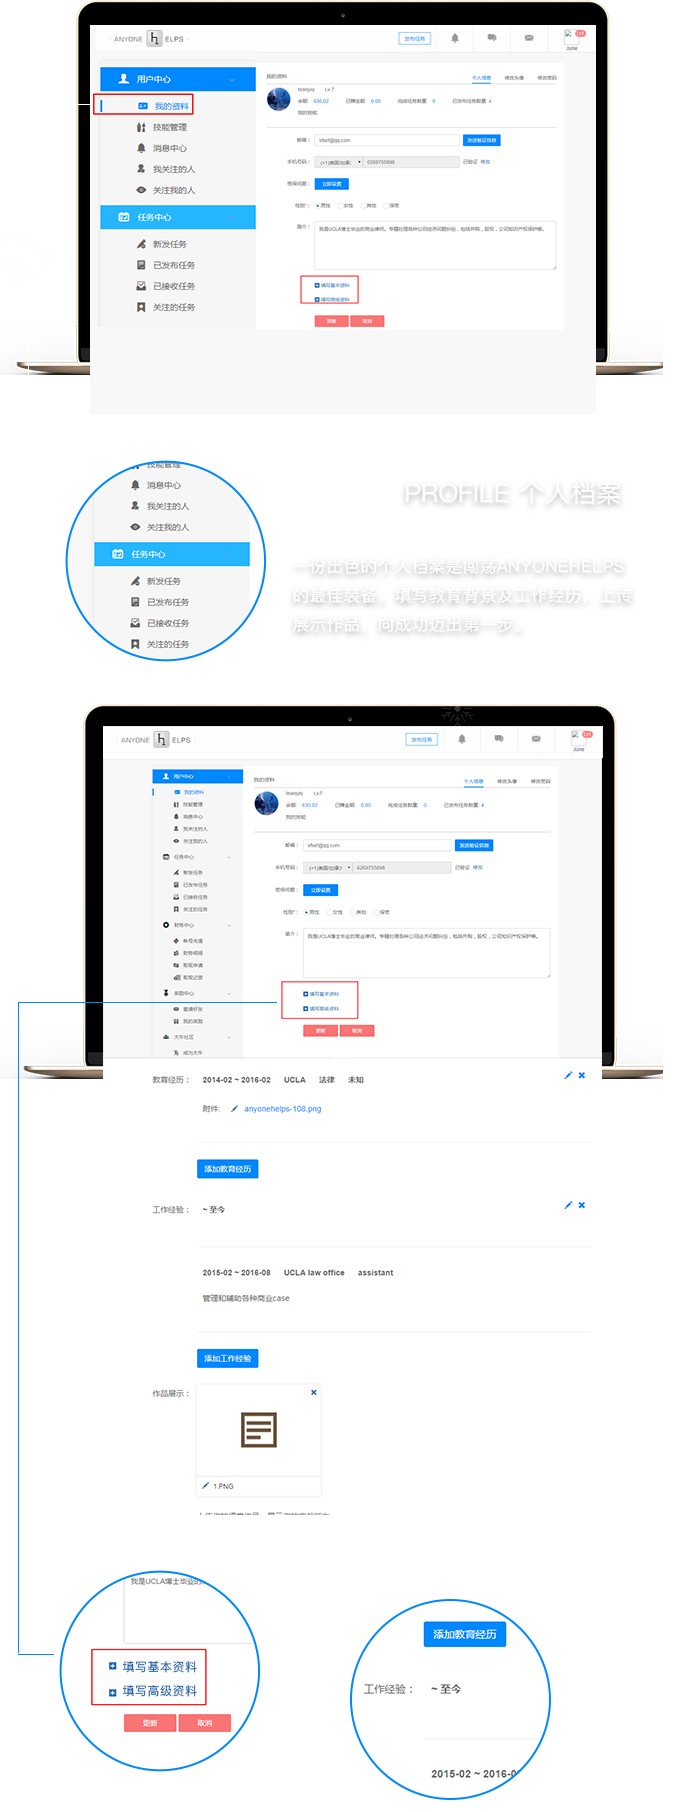 · ANYONE h ELPS ·
发布任务
Lv7
June
用户中心
我的资料
技能管理
消息中心
我关注的人
关注我的人
任务中心
新发任务
已发布任务
已接收任务
关注的任务
我的资料
个人信息 修改头像 修改密码
teanjuly Lv.7
余额: 630.02 已赚金额: 0.00 完成任务数量: 0 已发布任务数量: 4
我的技能
邮箱： sfsxf@qq.com 发送验证信息
手机号码： (+1)美国/加拿大 6269755698 已验证 修改
密保问题： 立即设置
性别*： 男性 女性 其他 保密
简介： 我是UCLA博士毕业的商业律师。专精处理各种公司经济问题纠纷，包括并购，股权，公司知识产权保护等。
填写基本资料
填写高级资料
更新 取消
技能管理
消息中心
我关注的人
关注我的人
任务中心
新发任务
已发布任务
已接收任务
关注的任务
PROFILE 个人档案
一份出色的个人档案是闯荡ANYONEHELPS
的最佳装备。填写教育背景及工作经历、上传
展示作品，向成功迈出第一步。
· ANYONE h ELPS ·
发布任务
Lv7
June
用户中心
我的资料
技能管理
消息中心
我关注的人
关注我的人
任务中心
新发任务
已发布任务
已接收任务
关注的任务
财务中心
帐号充值
财务明细
取现申请
取现记录
奖励中心
邀请好友
我的奖励
大牛社区
成为大牛
我的资料
个人信息 修改头像 修改密码
teanjuly Lv.7
余额: 630.02 已赚金额: 0.00 完成任务数量: 0 已发布任务数量: 4
我的技能
邮箱： sfsxf@qq.com 发送验证信息
手机号码： (+1)美国/加拿大 6269755698 已验证 修改
密保问题： 立即设置
性别*： 男性 女性 其他 保密
简介： 我是UCLA博士毕业的商业律师。专精处理各种公司经济问题纠纷，包括并购，股权，公司知识产权保护等。
填写基本资料
填写高级资料
更新 取消
教育经历： 2014-02 ~ 2016-02 UCLA 法律 未知
附件: anyonehelps-108.png
添加教育经历
工作经验： ~ 至今
2015-02 ~ 2016-08 UCLA law office assistant
管理和辅助各种商业case
添加工作经验
作品展示：
1.PNG
我是UCLA博士毕业的
填写基本资料
填写高级资料
更新 取消
添加教育经历
工作经验： ~ 至今
2015-02 ~ 2016-0